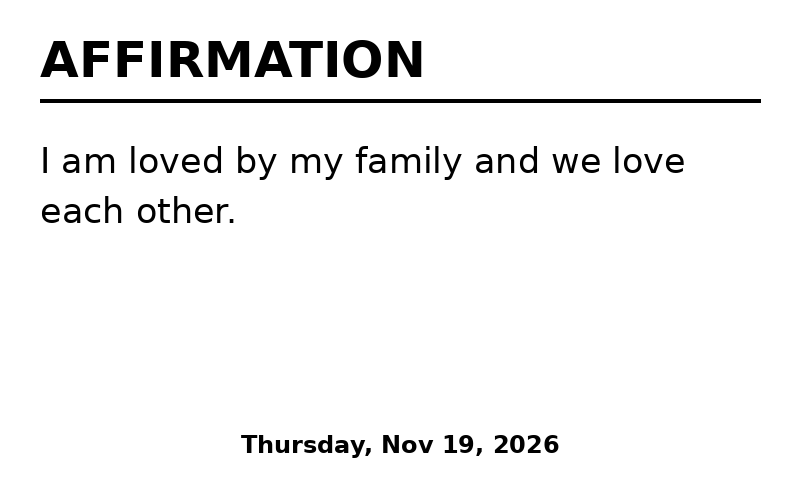 AFFIRMATION
I am loved by my family and we love
each other.
Thursday, Nov 19, 2026